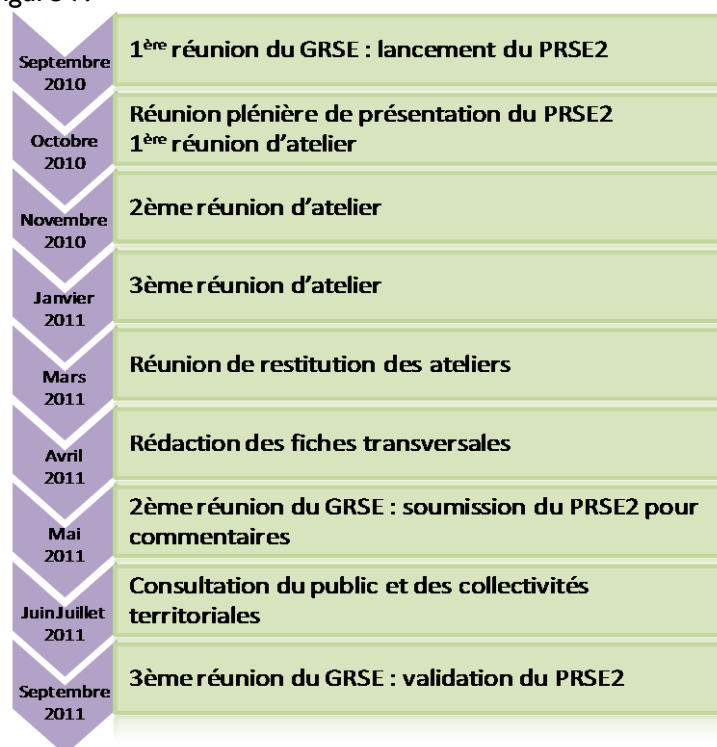 Septembre
2010
1ère réunion du GRSE : lancement du PRSE2
Octobre
2010
Réunion plénière de présentation du PRSE2
1ère réunion d’atelier
Novembre
2010
2ème réunion d’atelier
Janvier
2011
3ème réunion d’atelier
Mars
2011
Réunion de restitution des ateliers
Avril
2011
Rédaction des fiches transversales
Mai
2011
2ème réunion du GRSE : soumission du PRSE2 pour
commentaires
Juin Juillet
2011
Consultation du public et des collectivités
territoriales
Septembre
2011
3ème réunion du GRSE : validation du PRSE2